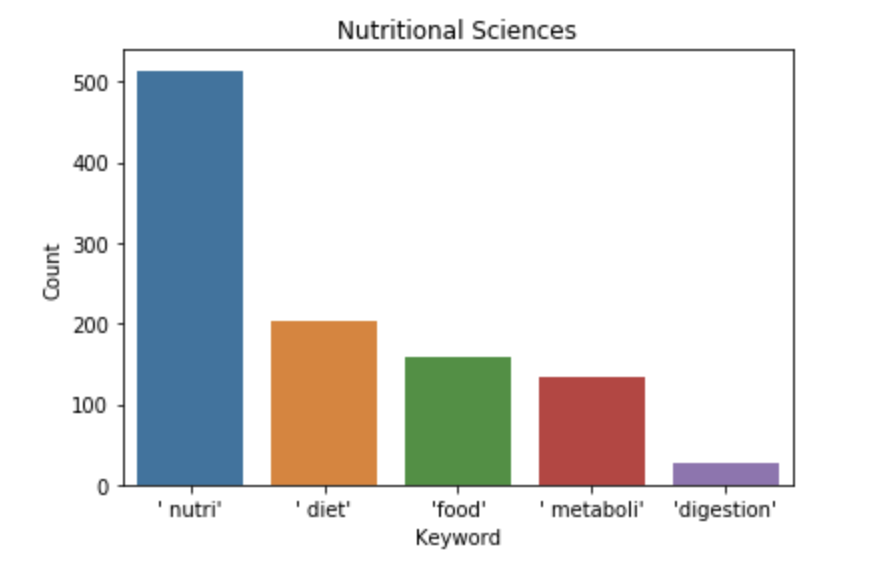 Nutritional Sciences
500
400
300
200
100
0
Count
' nutri' ' diet' 'food' ' metaboli' 'digestion'
Keyword